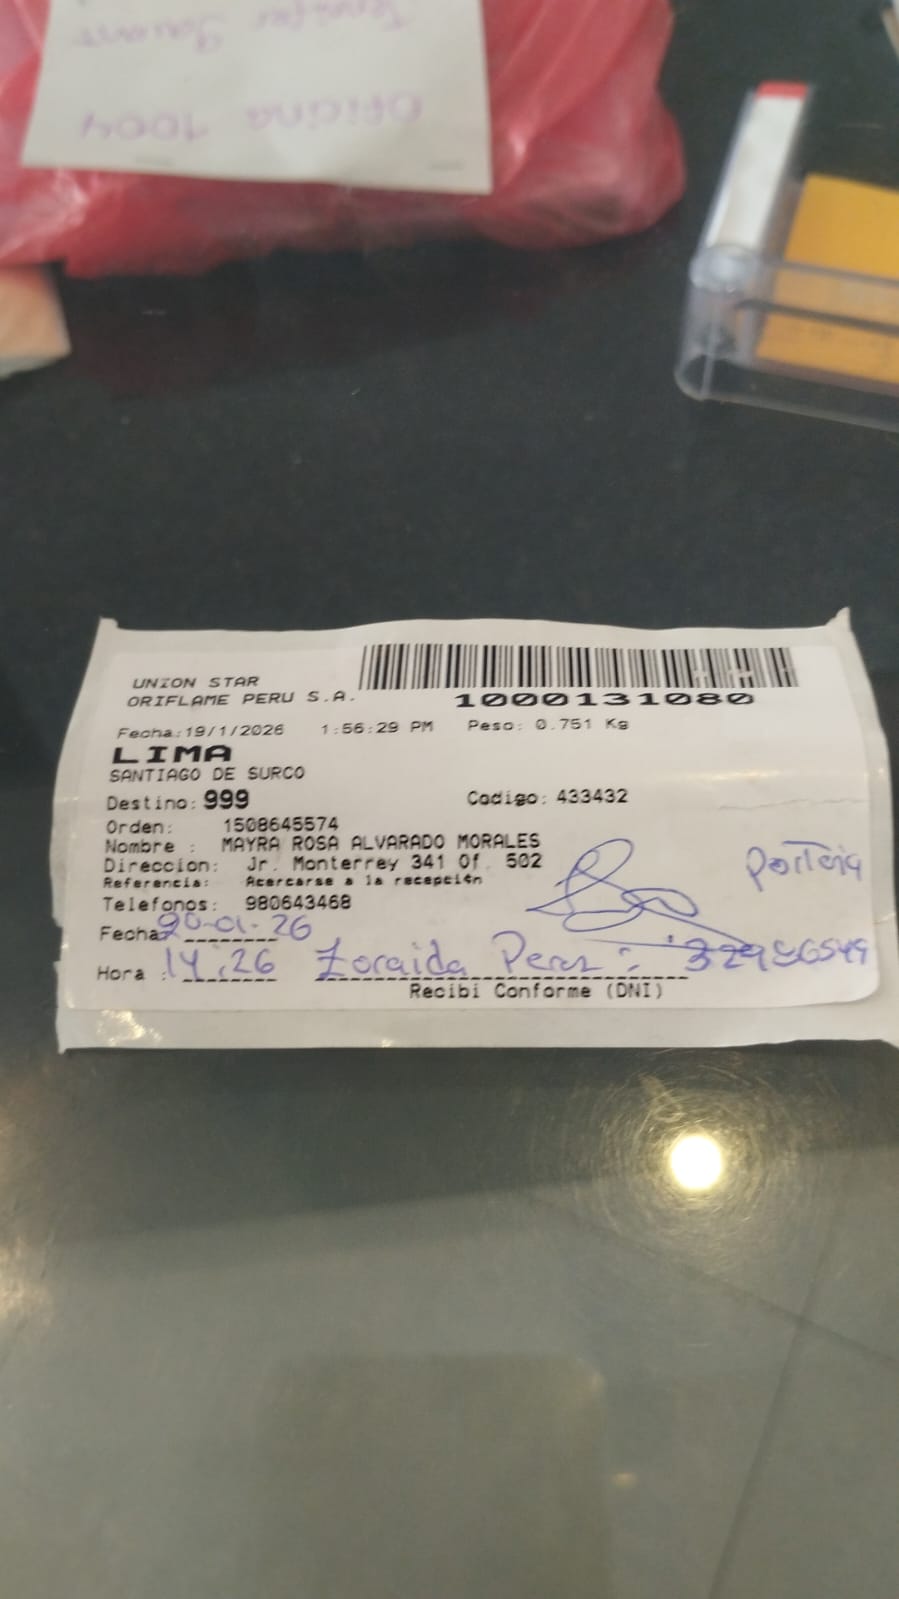 Oficina 1004
UNION STAR
ORIFLAME PERU S.A.
1000131080
Fecha:19/1/2026 1:56:29 PM Peso: 0.751 Kg
LIMA
SANTIAGO DE SURCO
Destino: 999 Codigo: 433432
Orden: 1508645574
Nombre : MAYRA ROSA ALVARADO MORALES
Direccion: Jr. Monterrey 341 Of. 502
Referencia: Acercarse a la recepción
Telefonos: 980643468
Portería
Fecha 20-01-26
Hora : 14:26 Zoraida Perez :
Recibi Conforme (DNI)